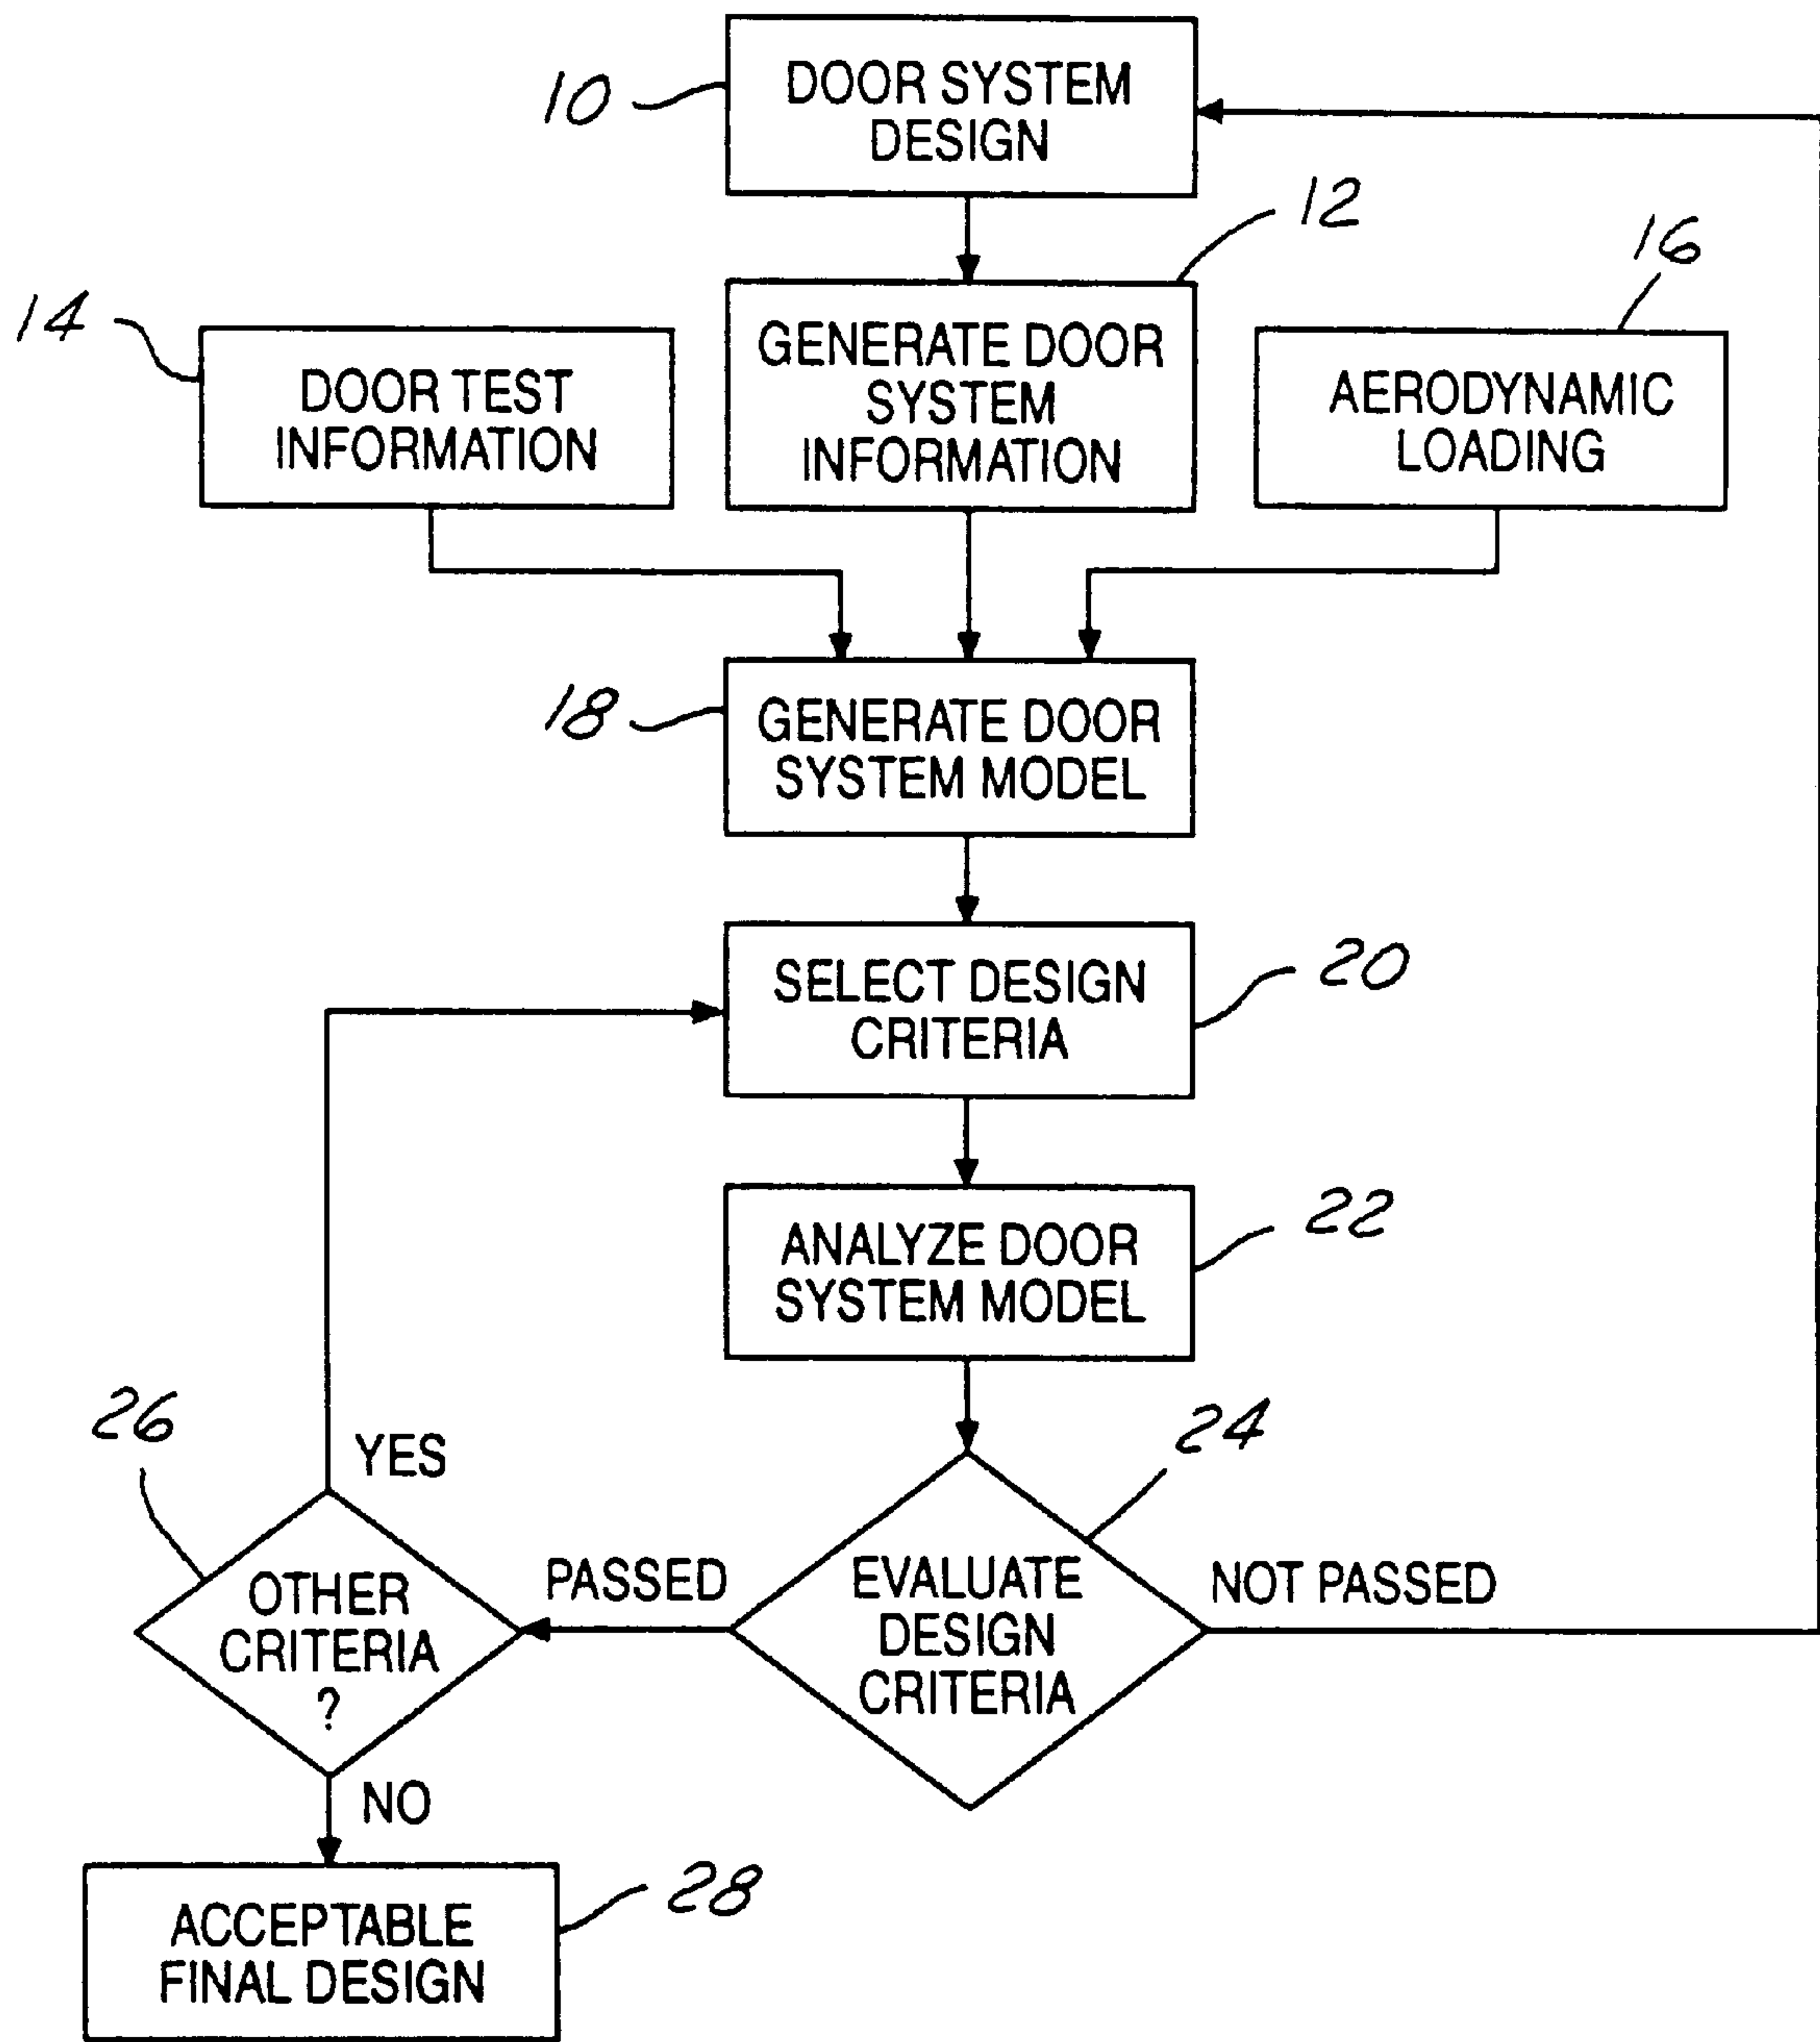 10
DOOR SYSTEM
DESIGN
12
16
14
DOOR TEST
INFORMATION
GENERATE DOOR
SYSTEM
INFORMATION
AERODYNAMIC
LOADING
18
GENERATE DOOR
SYSTEM MODEL
SELECT DESIGN
CRITERIA
20
ANALYZE DOOR
SYSTEM MODEL
22
26
YES
24
OTHER
CRITERIA
?
PASSED
EVALUATE
DESIGN
CRITERIA
NOT PASSED
NO
ACCEPTABLE
FINAL DESIGN
28